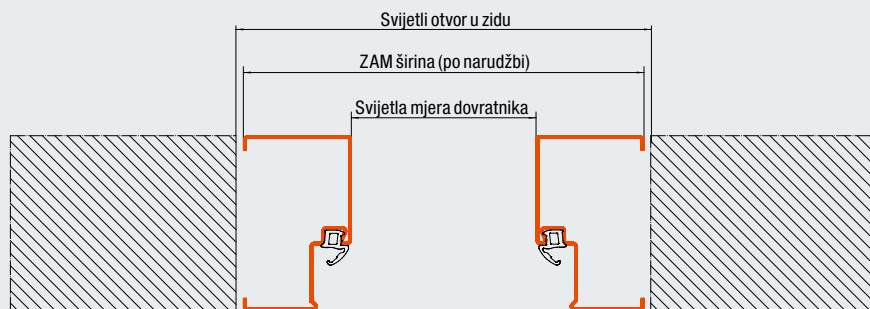 Svijetli otvor u zidu
ZAM širina (po narudžbi)
Svijetla mjera dovratnika